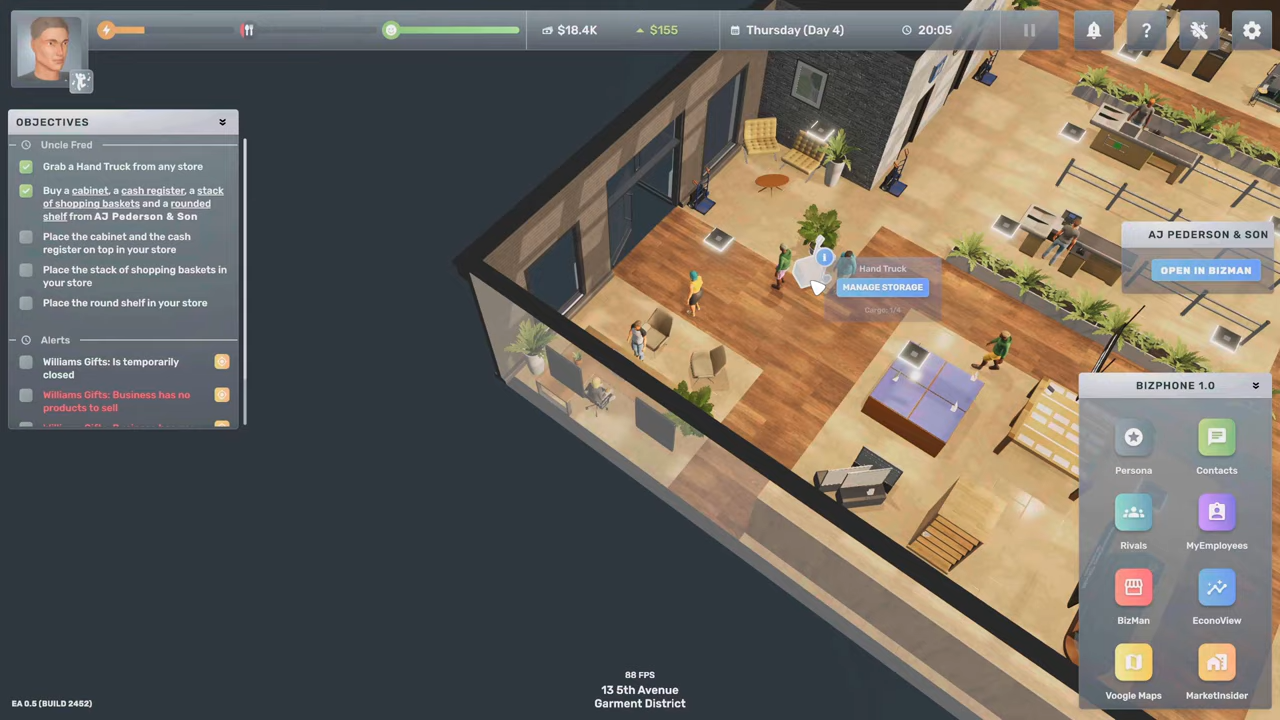 $18.4K
$155
Thursday (Day 4)
20:05
OBJECTIVES
Uncle Fred
Grab a Hand Truck from any store
Buy a cabinet, a cash register, a stack
of shopping baskets and a rounded
shelf from AJ Pederson & Son
Place the cabinet and the cash
register on top in your store
Place the stack of shopping baskets in
your store
Place the round shelf in your store
Alerts
Williams Gifts: Is temporarily
closed
Williams Gifts: Business has no
products to sell
Hand Truck
MANAGE STORAGE
Cargo: 1/4
AJ PEDERSON & SON
OPEN IN BIZMAN
BIZPHONE 1.0
Persona
Contacts
Rivals
MyEmployees
BizMan
EconoView
Voogle Maps
MarketInsider
88 FPS
13 5th Avenue
Garment District
EA 0.5 (BUILD 2452)